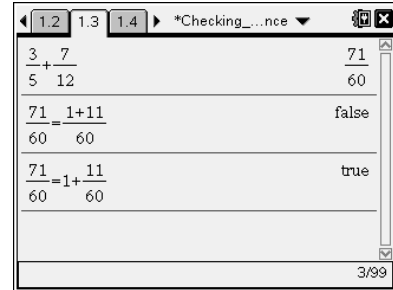 1.2 1.3 1.4 *Checking_...nce
3/5+7/12 71/60
71/60=1+11/60 false
71/60=1+11/60 true
3/99